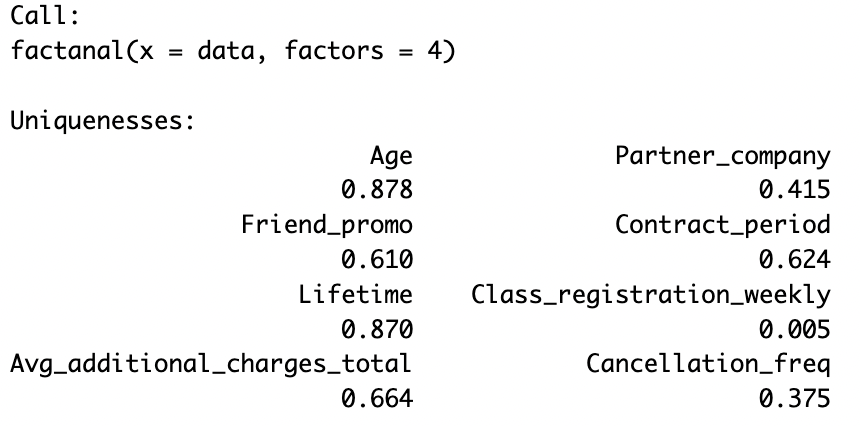 Call:
factanal(x = data, factors = 4)
Uniquenesses:
Age Partner_company
0.878 0.415
Friend_promo Contract_period
0.610 0.624
Lifetime Class_registration_weekly
0.870 0.005
Avg_additional_charges_total Cancellation_freq
0.664 0.375